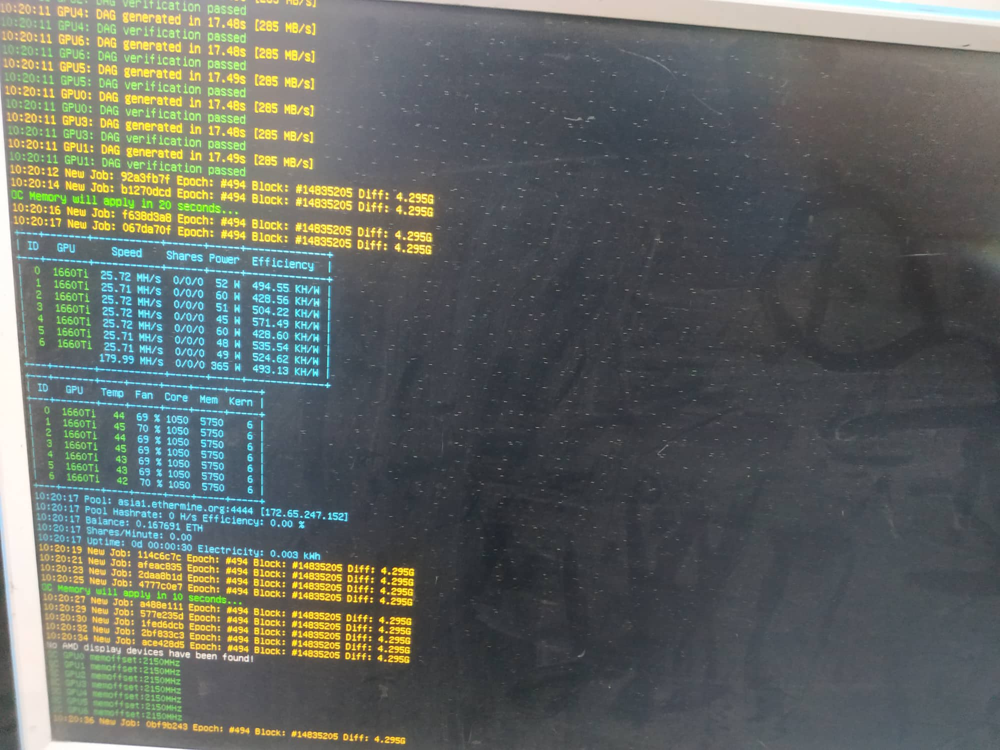 GPU2: DAG verification passed [285 MB/s]
10:20:11 GPU4: DAG generated in 17.48s [285 MB/s]
10:20:11 GPU4: DAG verification passed
10:20:11 GPU6: DAG generated in 17.48s [285 MB/s]
10:20:11 GPU6: DAG verification passed
10:20:11 GPU5: DAG generated in 17.49s [285 MB/s]
10:20:11 GPU5: DAG verification passed
10:20:11 GPU0: DAG generated in 17.48s [285 MB/s]
10:20:11 GPU0: DAG verification passed
10:20:11 GPU3: DAG generated in 17.48s [285 MB/s]
10:20:11 GPU3: DAG verification passed
10:20:11 GPU1: DAG generated in 17.49s [285 MB/s]
10:20:11 GPU1: DAG verification passed
10:20:12 New Job: 92a3fb7f Epoch: #494 Block: #14835205 Diff: 4.295G
10:20:14 New Job: b1270dcd Epoch: #494 Block: #14835205 Diff: 4.295G
OC Memory will apply in 20 seconds...
10:20:16 New Job: f638d3a8 Epoch: #494 Block: #14835205 Diff: 4.295G
10:20:17 New Job: 067da70f Epoch: #494 Block: #14835205 Diff: 4.295G
ID GPU Speed Shares Power Efficiency
0 1660Ti 25.72 MH/s 0/0/0 52 W 494.55 KH/W
1 1660Ti 25.71 MH/s 0/0/0 60 W 428.56 KH/W
2 1660Ti 25.72 MH/s 0/0/0 51 W 504.22 KH/W
3 1660Ti 25.72 MH/s 0/0/0 45 W 571.49 KH/W
4 1660Ti 25.72 MH/s 0/0/0 60 W 428.60 KH/W
5 1660Ti 25.71 MH/s 0/0/0 48 W 535.54 KH/W
6 1660Ti 25.71 MH/s 0/0/0 49 W 524.62 KH/W
179.99 MH/s 0/0/0 365 W 493.13 KH/W
ID GPU Temp Fan Core Mem Kern
0 1660Ti 44 69 % 1050 5750 6
1 1660Ti 45 70 % 1050 5750 6
2 1660Ti 44 69 % 1050 5750 6
3 1660Ti 45 69 % 1050 5750 6
4 1660Ti 43 69 % 1050 5750 6
5 1660Ti 43 69 % 1050 5750 6
6 1660Ti 42 70 % 1050 5750 6
10:20:17 Pool: asia1.ethermine.org:4444 [172.65.247.152]
10:20:17 Pool Hashrate: 0 H/s Efficiency: 0.00 %
10:20:17 Balance: 0.167691 ETH
10:20:17 Shares/Minute: 0.00
10:20:17 Uptime: 0d 00:00:30 Electricity: 0.003 kWh
10:20:19 New Job: 114c6c7c Epoch: #494 Block: #14835205 Diff: 4.295G
10:20:21 New Job: afeac835 Epoch: #494 Block: #14835205 Diff: 4.295G
10:20:23 New Job: 2daa8b1d Epoch: #494 Block: #14835205 Diff: 4.295G
10:20:25 New Job: 4777c0e7 Epoch: #494 Block: #14835205 Diff: 4.295G
OC Memory will apply in 10 seconds...
10:20:27 New Job: a488e111 Epoch: #494 Block: #14835205 Diff: 4.295G
10:20:29 New Job: 577e235d Epoch: #494 Block: #14835205 Diff: 4.295G
10:20:30 New Job: 1fed6dcb Epoch: #494 Block: #14835205 Diff: 4.295G
10:20:32 New Job: 2bf833c3 Epoch: #494 Block: #14835205 Diff: 4.295G
10:20:34 New Job: ace428d5 Epoch: #494 Block: #14835205 Diff: 4.295G
No AMD display devices have been found!
OC GPU0 memoffset:2150MHz
OC GPU1 memoffset:2150MHz
OC GPU2 memoffset:2150MHz
OC GPU3 memoffset:2150MHz
OC GPU4 memoffset:2150MHz
OC GPU5 memoffset:2150MHz
OC GPU6 memoffset:2150MHz
10:20:36 New Job: 0bf9b243 Epoch: #494 Block: #14835205 Diff: 4.295G